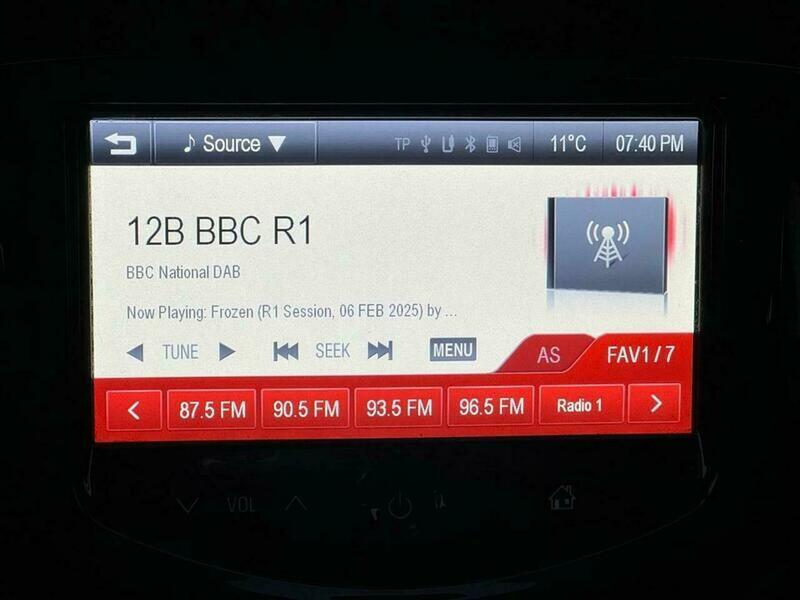 Source
TP
11°C
07:40 PM
12B BBC R1
BBC National DAB
Now Playing: Frozen (R1 Session, 06 FEB 2025) by ...
TUNE
SEEK
MENU
AS
FAV1 / 7
87.5 FM
90.5 FM
93.5 FM
96.5 FM
Radio 1
VOL